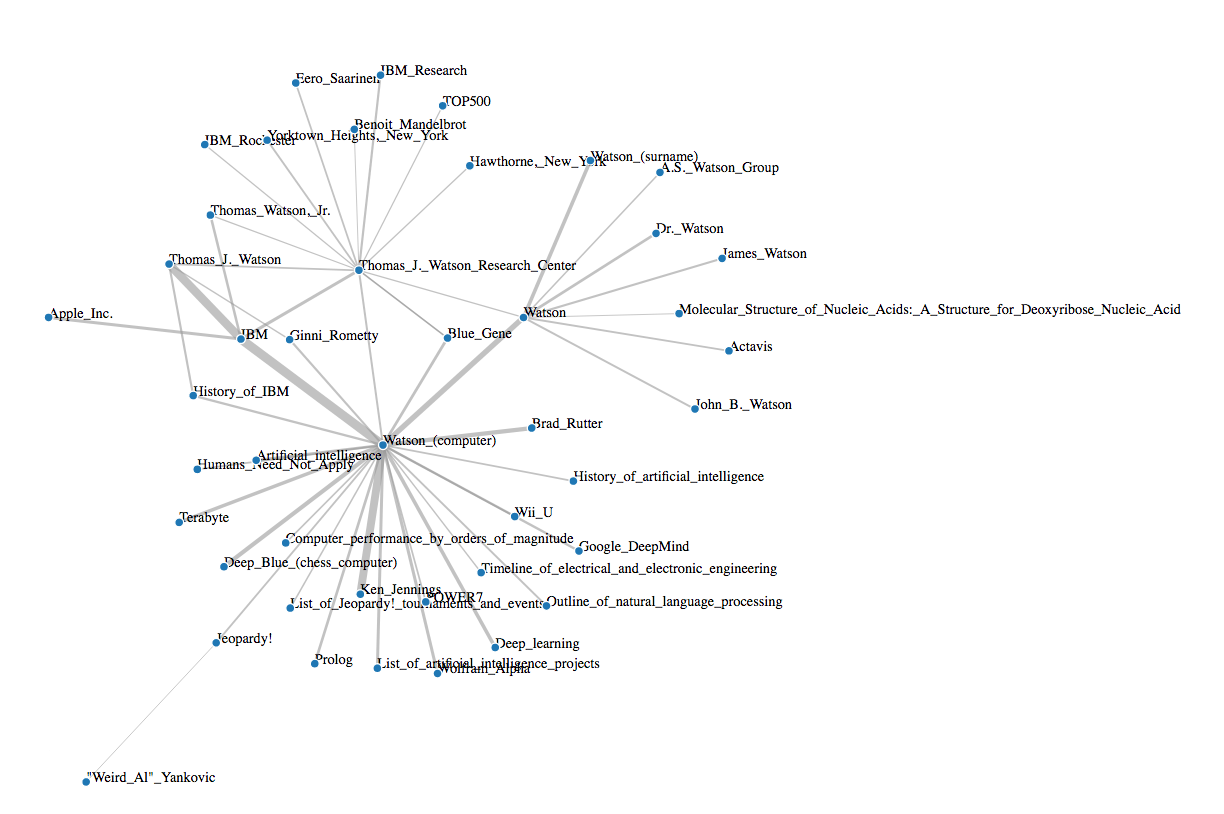 IBM_Research
Eero_Saarinen
TOP500
Benoit_Mandelbrot
Yorktown_Heights,_New_York
IBM_Rochester
Hawthorne,_New_York
Watson_(surname)
A.S._Watson_Group
Thomas_Watson,_Jr.
Dr._Watson
James_Watson
Thomas_J._Watson
Thomas_J._Watson_Research_Center
Molecular_Structure_of_Nucleic_Acids:_A_Structure_for_Deoxyribose_Nucleic_Acid
Watson
Apple_Inc.
Blue_Gene
IBM
Ginni_Rometty
Actavis
History_of_IBM
John_B._Watson
Brad_Rutter
Watson_(computer)
Artificial_intelligence
Humans_Need_Not_Apply
History_of_artificial_intelligence
Wii_U
Terabyte
Computer_performance_by_orders_of_magnitude
Google_DeepMind
Deep_Blue_(chess_computer)
Timeline_of_electrical_and_electronic_engineering
Ken_Jennings
POWER7
Outline_of_natural_language_processing
List_of_Jeopardy!_tournaments_and_events
Jeopardy!
Deep_learning
Prolog
List_of_artificial_intelligence_projects
Wolfram_Alpha
"Weird_Al"_Yankovic